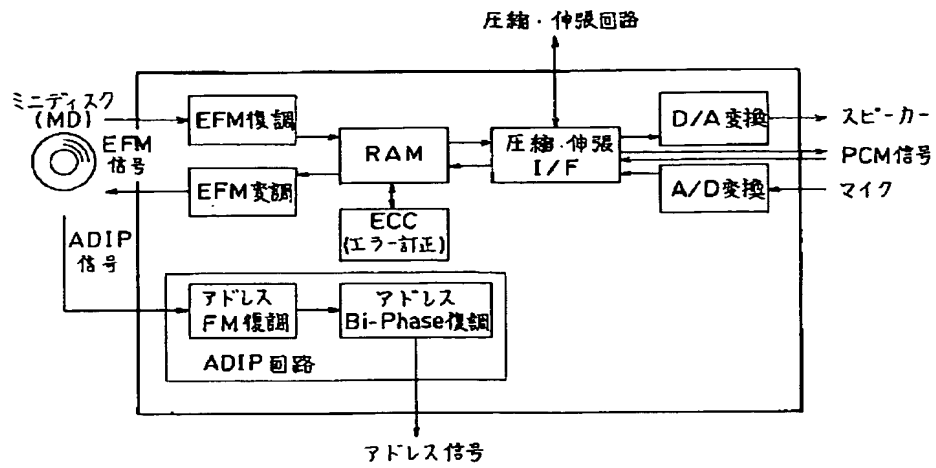 圧縮・伸張回路
ミニディスク
(MD)
EFM
信号
EFM復調
EFM変調
RAM
ECC
(エラー訂正)
圧縮・伸張
I/F
D/A変換
A/D変換
スピーカー
PCM信号
マイク
ADIP
信号
アドレス
FM復調
アドレス
Bi-Phase復調
ADIP回路
アドレス信号